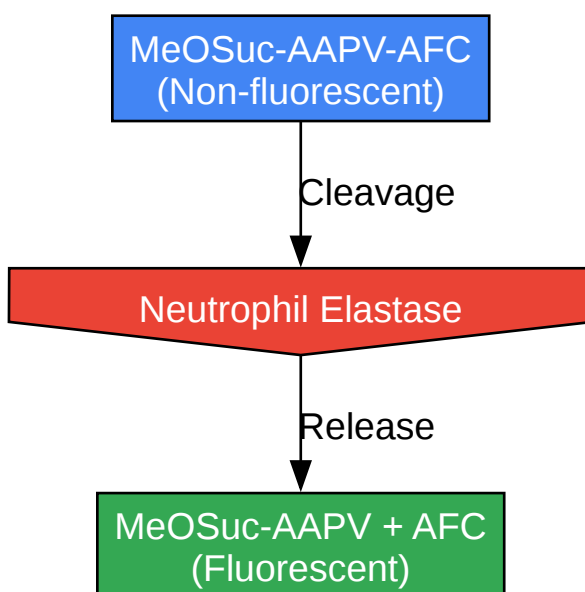 MeOSuc-AAPV-AFC
(Non-fluorescent)
Cleavage
Neutrophil Elastase
Release
MeOSuc-AAPV + AFC
(Fluorescent)